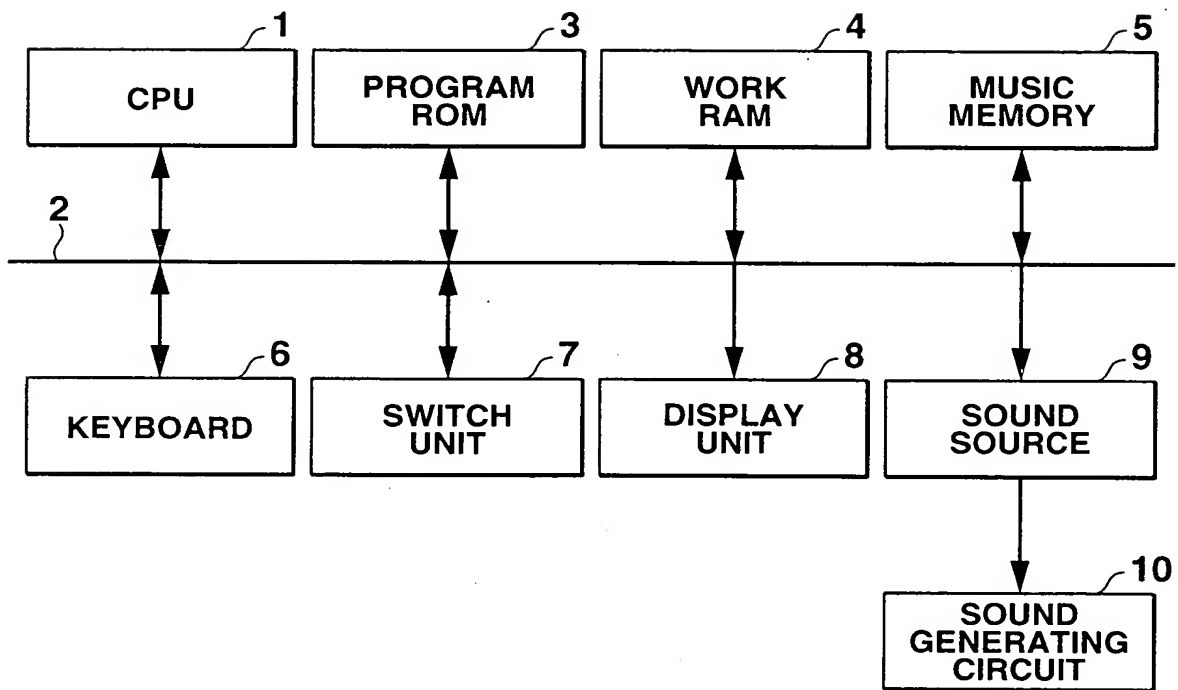 1
3
4
5
CPU
PROGRAM
ROM
WORK
RAM
MUSIC
MEMORY
2
6
7
8
9
KEYBOARD
SWITCH
UNIT
DISPLAY
UNIT
SOUND
SOURCE
10
SOUND
GENERATING
CIRCUIT